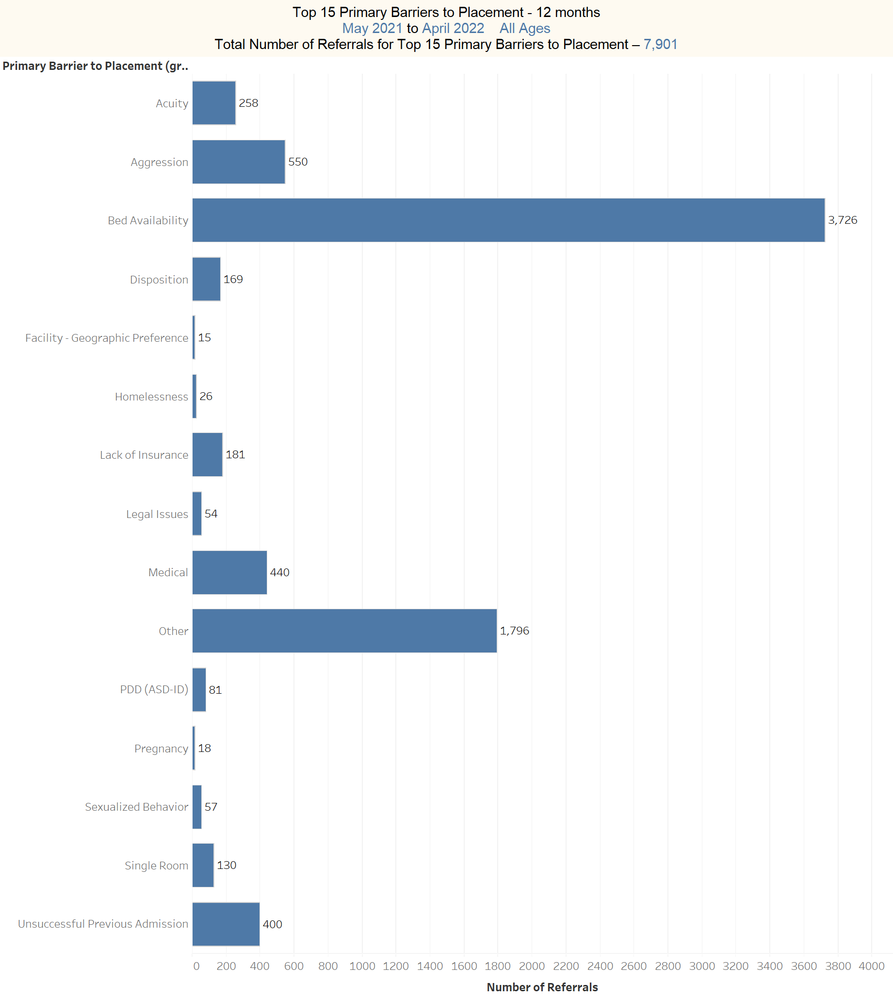 Top 15 Primary Barriers to Placement - 12 months
May 2021 to April 2022 All Ages
Total Number of Referrals for Top 15 Primary Barriers to Placement – 7,901
Primary Barrier to Placement (gr..
Acuity 258
Aggression 550
Bed Availability 3,726
Disposition 169
Facility - Geographic Preference 15
Homelessness 26
Lack of Insurance 181
Legal Issues 54
Medical 440
Other 1,796
PDD (ASD-ID) 81
Pregnancy 18
Sexualized Behavior 57
Single Room 130
Unsuccessful Previous Admission 400
0 200 400 600 800 1000 1200 1400 1600 1800 2000 2200 2400 2600 2800 3000 3200 3400 3600 3800 4000
Number of Referrals